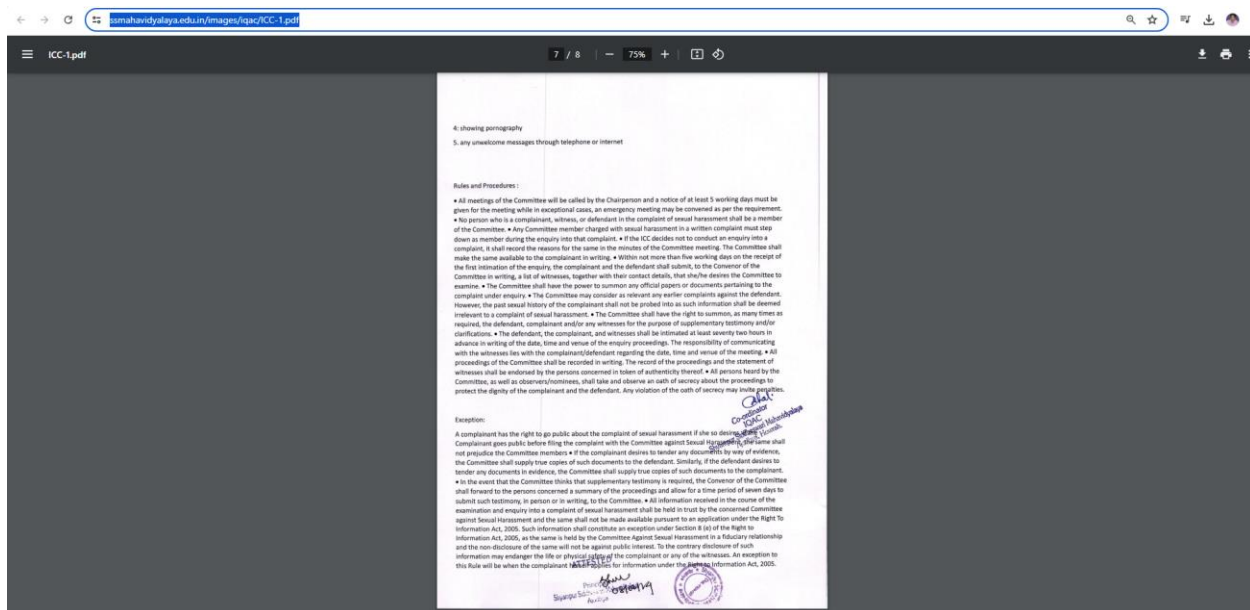 ssmahavidyalaya.edu.in/images/iqac/ICC-1.pdf
ICC-1.pdf
7 / 8
75%
4: showing pornography
5. any unwelcome messages through telephone or internet
Rules and Procedures :
• All meetings of the Committee will be called by the Chairperson and a notice of at least 5 working days must be
given for the meeting while in exceptional cases, an emergency meeting may be convened as per the requirement.
• No person who is a complainant, witness, or defendant in the complaint of sexual harassment shall be a member
of the Committee. • Any Committee member charged with sexual harassment in a written complaint must step
down as member during the enquiry into that complaint. • If the ICC decides not to conduct an enquiry into a
complaint, it shall record the reasons for the same in the minutes of the Committee meeting. The Committee shall
make the same available to the complainant in writing. • Within not more than five working days on the receipt of
the first intimation of the enquiry, the complainant and the defendant shall submit, to the Convenor of the
Committee in writing, a list of witnesses, together with their contact details, that she/he desires the Committee to
examine. • The Committee shall have the power to summon any official papers or documents pertaining to the
complaint under enquiry. • The Committee may consider as relevant any earlier complaints against the defendant.
However, the past sexual history of the complainant shall not be probed into as such information shall be deemed
irrelevant to a complaint of sexual harassment. • The Committee shall have the right to summon, as many times as
required, the defendant, complainant and/or any witnesses for the purpose of supplementary testimony and/or
clarifications. • The defendant, the complainant, and witnesses shall be intimated at least seventy two hours in
advance in writing of the date, time and venue of the enquiry proceedings. The responsibility of communicating
with the witnesses lies with the complainant/defendant regarding the date, time and venue of the meeting. • All
proceedings of the Committee shall be recorded in writing. The record of the proceedings and the statement of
witnesses shall be endorsed by the persons concerned in token of authenticity thereof. • All persons heard by the
Committee, as well as observers/nominees, shall take and observe an oath of secrecy about the proceedings to
protect the dignity of the complainant and the defendant. Any violation of the oath of secrecy may invite penalties.
Co-ordinator
IQAC
Mahavidyalaya
Exception:
A complainant has the right to go public about the complaint of sexual harassment if she so desires.
Complainant goes public before filing the complaint with the Committee against Sexual Harassment, the same shall
not prejudice the Committee members • If the complainant desires to tender any documents by way of evidence,
the Committee shall supply true copies of such documents to the defendant. Similarly, if the defendant desires to
tender any documents in evidence, the Committee shall supply true copies of such documents to the complainant.
• In the event that the Committee thinks that supplementary testimony is required, the Convenor of the Committee
shall forward to the persons concerned a summary of the proceedings and allow for a time period of seven days to
submit such testimony, in person or in writing, to the Committee. • All information received in the course of the
examination and enquiry into a complaint of sexual harassment shall be held in trust by the concerned Committee
against Sexual Harassment and the same shall not be made available pursuant to an application under the Right To
Information Act, 2005. Such information shall constitute an exception under Section 8 (e) of the Right to
Information Act, 2005, as the same is held by the Committee Against Sexual Harassment in a fiduciary relationship
and the non-disclosure of the same will not be against public interest. To the contrary disclosure of such
information may endanger the life or physical safety of the complainant or any of the witnesses. An exception to
this Rule will be when the complainant applies for information under the Right to Information Act, 2005.
ATTESTED